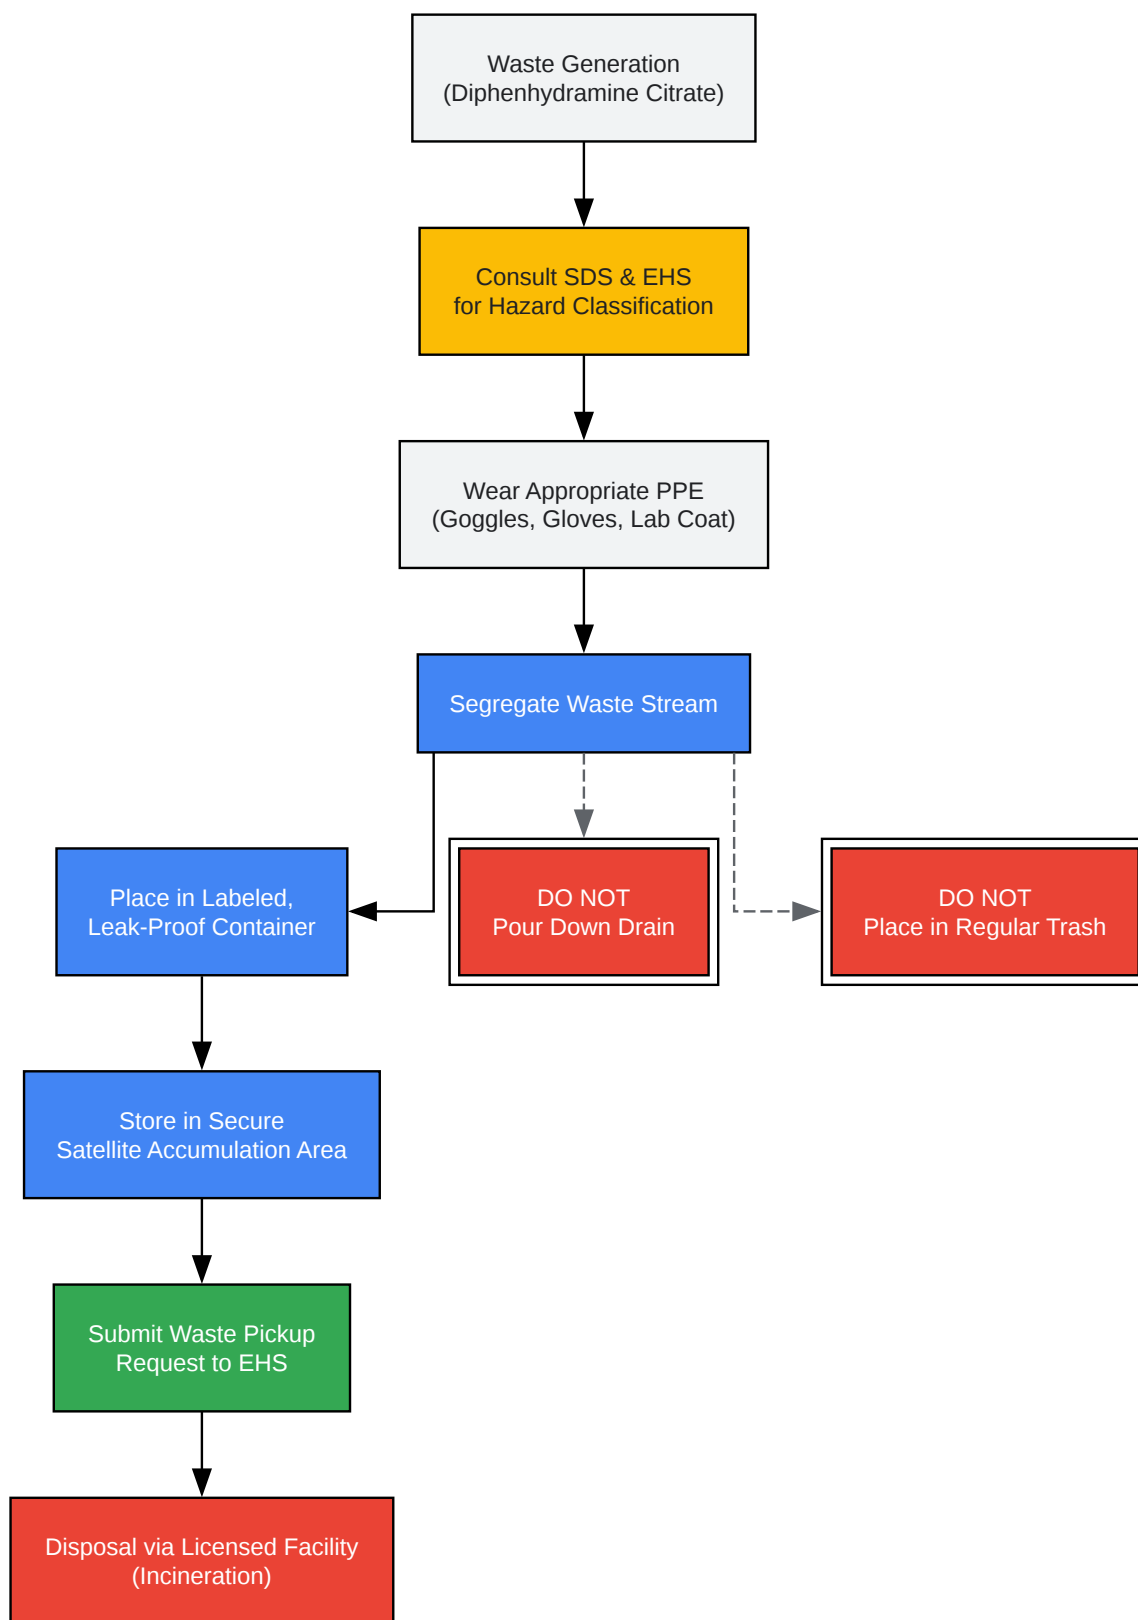 Waste Generation
(Diphenhydramine Citrate)
Consult SDS & EHS
for Hazard Classification
Wear Appropriate PPE
(Goggles, Gloves, Lab Coat)
Segregate Waste Stream
Place in Labeled,
Leak-Proof Container
DO NOT
Pour Down Drain
DO NOT
Place in Regular Trash
Store in Secure
Satellite Accumulation Area
Submit Waste Pickup
Request to EHS
Disposal via Licensed Facility
(Incineration)